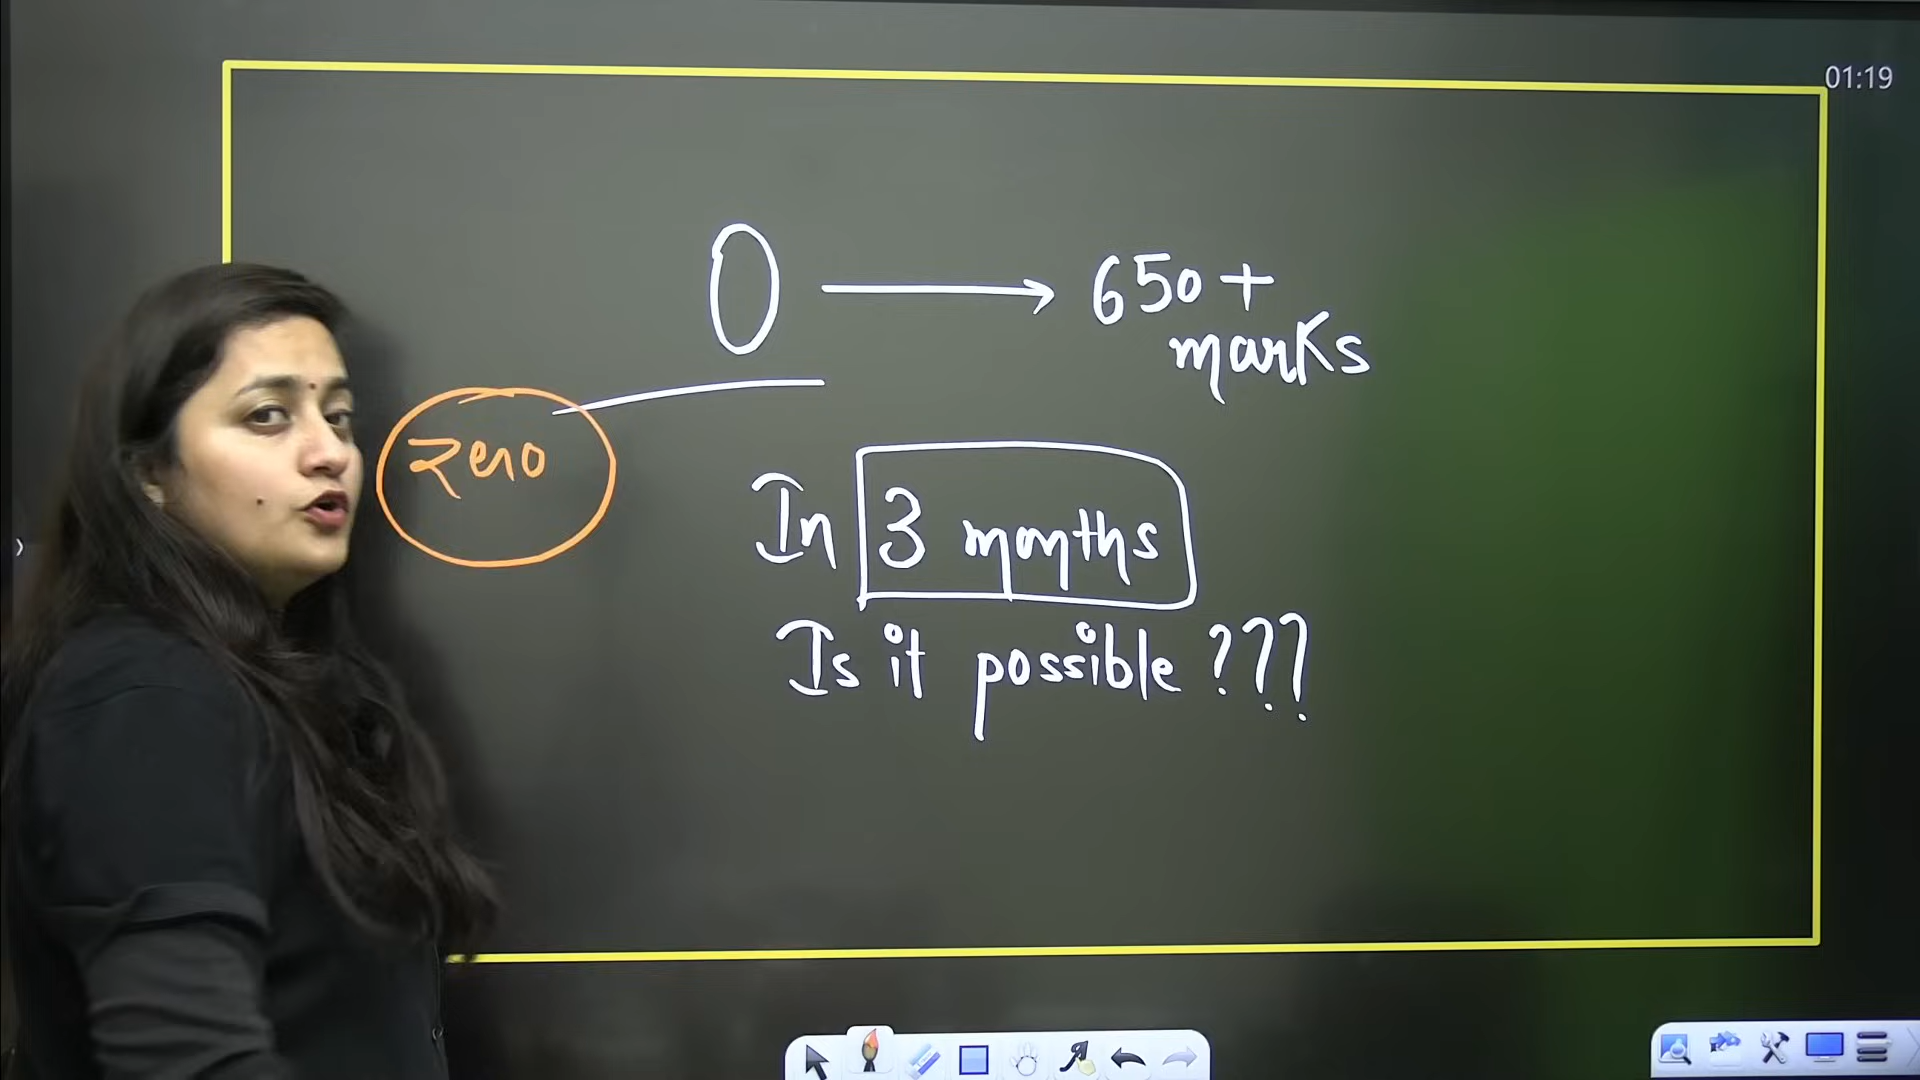 01:19
0 → 650+
marks
zero
In 3 months
Is it possible ???